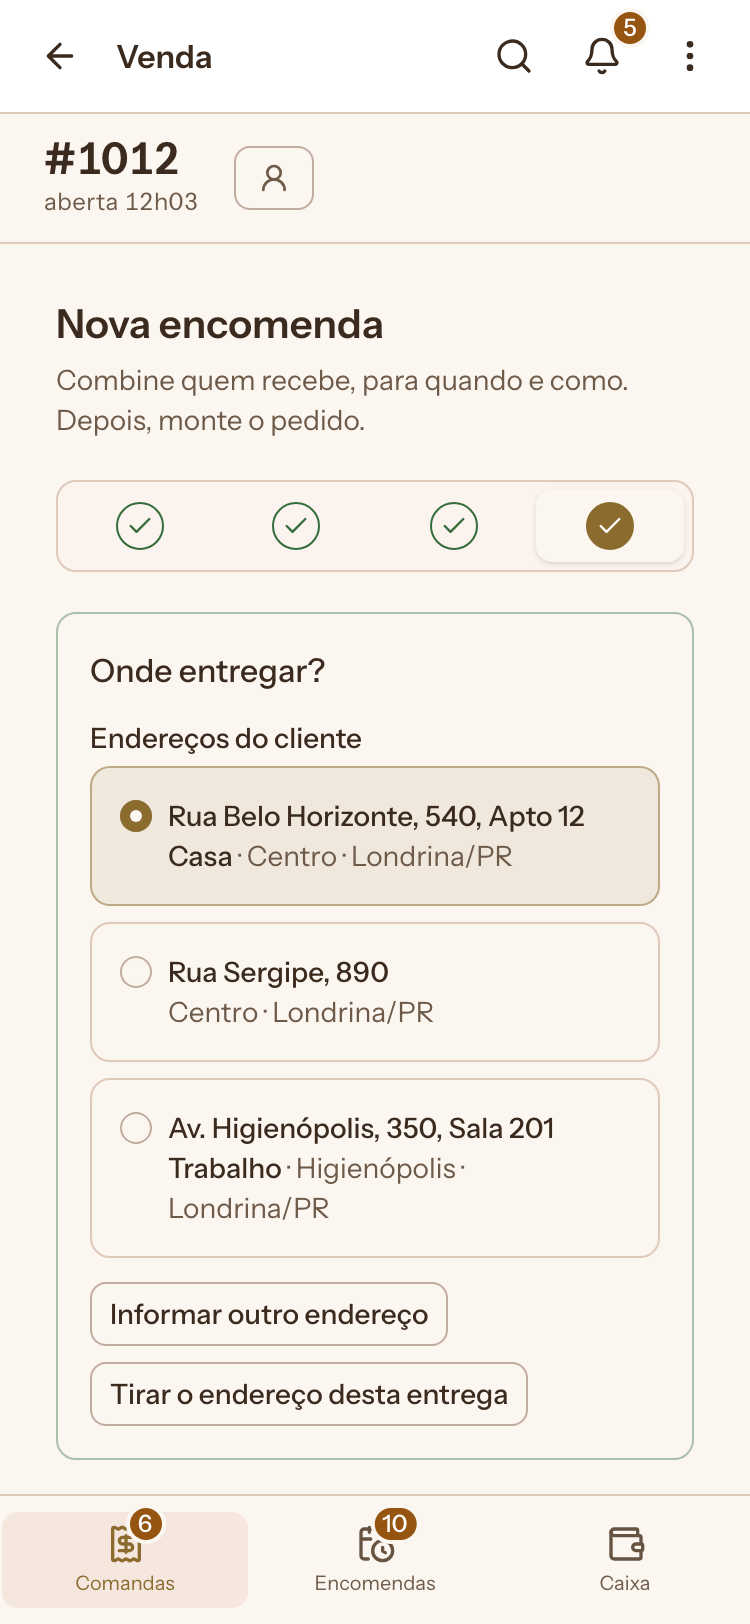 Venda
5
#1012
aberta 12h03
Nova encomenda
Combine quem recebe, para quando e como.
Depois, monte o pedido.
Onde entregar?
Endereços do cliente
Rua Belo Horizonte, 540, Apto 12
Casa · Centro · Londrina/PR
Rua Sergipe, 890
Centro · Londrina/PR
Av. Higienópolis, 350, Sala 201
Trabalho · Higienópolis ·
Londrina/PR
Informar outro endereço
Tirar o endereço desta entrega
6
Comandas
10
Encomendas
Caixa